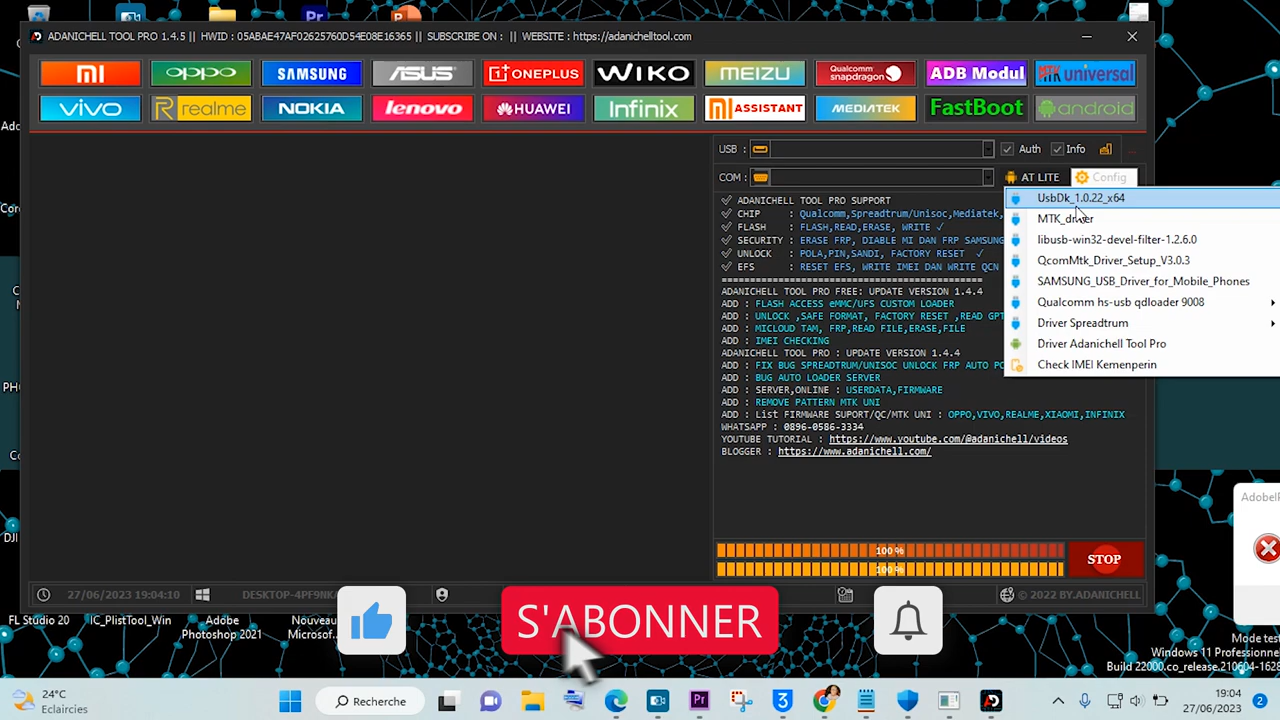 ADANICHELL TOOL PRO 1.4.5 || HWID : 05ABAE47AF02625760D54E08E16365 || SUBSCRIBE ON : || WEBSITE : https://adanichelltool.com
MI oppo SAMSUNG ASUS ONEPLUS WIKO MEIZU Qualcomm snapdragon ADB Modul MTK universal
vivo realme NOKIA lenovo HUAWEI Infinix MI ASSISTANT MEDIATEK FastBoot android
USB : Auth Info
COM : AT LITE Config
UsbDk_1.0.22_x64
MTK_driver
libusb-win32-devel-filter-1.2.6.0
QcomMtk_Driver_Setup_V3.0.3
SAMSUNG_USB_Driver_for_Mobile_Phones
Qualcomm hs-usb qdloader 9008
Driver Spreadtrum
Driver Adanichell Tool Pro
Check IMEI Kemenperin
ADANICHELL TOOL PRO SUPPORT
CHIP : Qualcomm,Spreadtrum/Unisoc,Mediatek,
FLASH : FLASH,READ,ERASE, WRITE ✓
SECURITY : ERASE FRP, DIABLE MI DAN FRP SAMSUNG
UNLOCK : POLA,PIN,SANDI, FACTORY RESET ✓
EFS : RESET EFS, WRITE IMEI DAN WRITE QCN
=========================================
ADANICHELL TOOL PRO FREE: UPDATE VERSION 1.4.4
ADD : FLASH ACCESS eMMC/UFS CUSTOM LOADER
ADD : UNLOCK ,SAFE FORMAT, FACTORY RESET ,READ GPT
ADD : MICLOUD TAM, FRP,READ FILE,ERASE,FILE
ADD : IMEI CHECKING
ADANICHELL TOOL PRO : UPDATE VERSION 1.4.4
ADD : FIX BUG SPREADTRUM/UNISOC UNLOCK FRP AUTO
ADD : BUG AUTO LOADER SERVER
ADD : SERVER,ONLINE : USERDATA,FIRMWARE
ADD : REMOVE PATTERN MTK UNI
ADD : List FIRMWARE SUPORT/QC/MTK UNI : OPPO,VIVO,REALME,XIAOMI,INFINIX
WHATSAPP : 0896-0586-3334
YOUTUBE TUTORIAL : https://www.youtube.com/@adanichell/videos
BLOGGER : https://www.adanichell.com/
100 %
100 %
STOP
27/06/2023 19:04:10 © 2022 BY.ADANICHELL
S'ABONNER
FL Studio 20
IC_PlistTool_Win
Adobe
Photoshop 2021
Nouveau
Microsof...
DJI
Mode test
Windows 11 Professionnel
24°C
Eclaircies
Recherche
19:04
27/06/2023
2